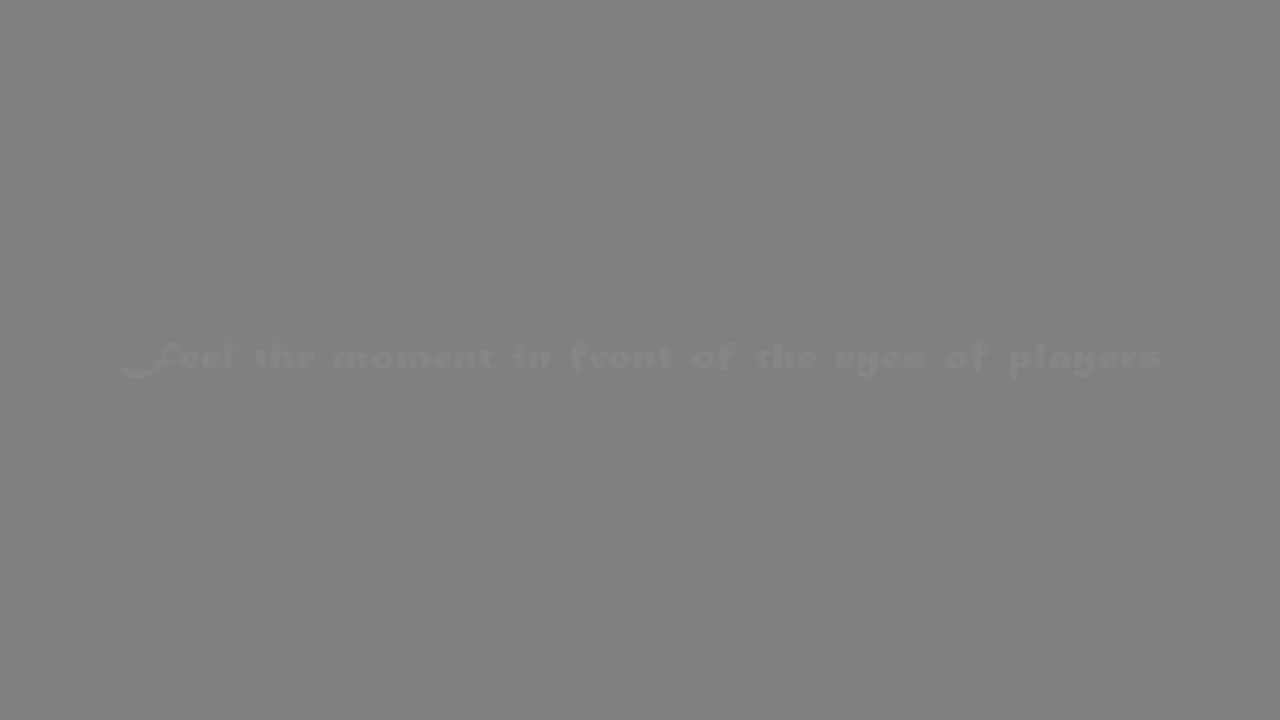 feel the moment in front of the eyes of players